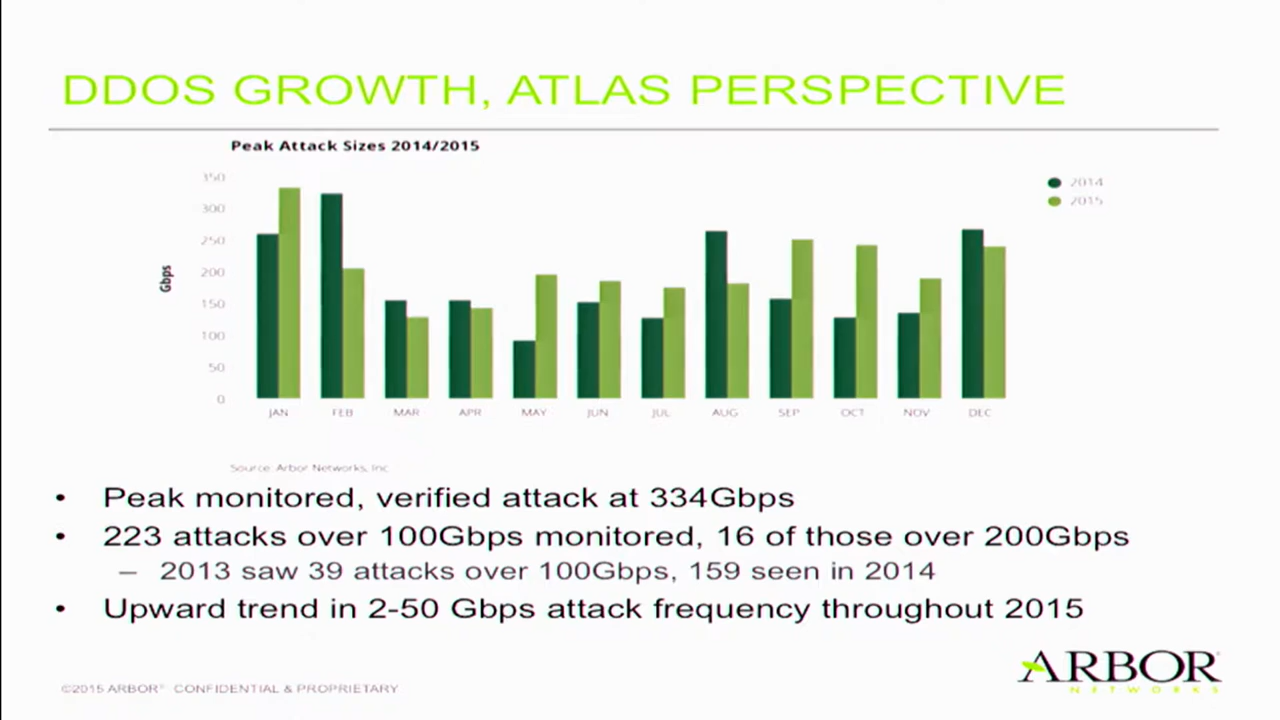 DDOS GROWTH, ATLAS PERSPECTIVE
Peak Attack Sizes 2014/2015
350
300
250
200
150
100
50
0
Gbps
2014
2015
JAN FEB MAR APR MAY JUN JUL AUG SEP OCT NOV DEC
Source: Arbor Networks, Inc
• Peak monitored, verified attack at 334Gbps
• 223 attacks over 100Gbps monitored, 16 of those over 200Gbps
– 2013 saw 39 attacks over 100Gbps, 159 seen in 2014
• Upward trend in 2-50 Gbps attack frequency throughout 2015
©2015 ARBOR® CONFIDENTIAL & PROPRIETARY
ARBOR
NETWORKS